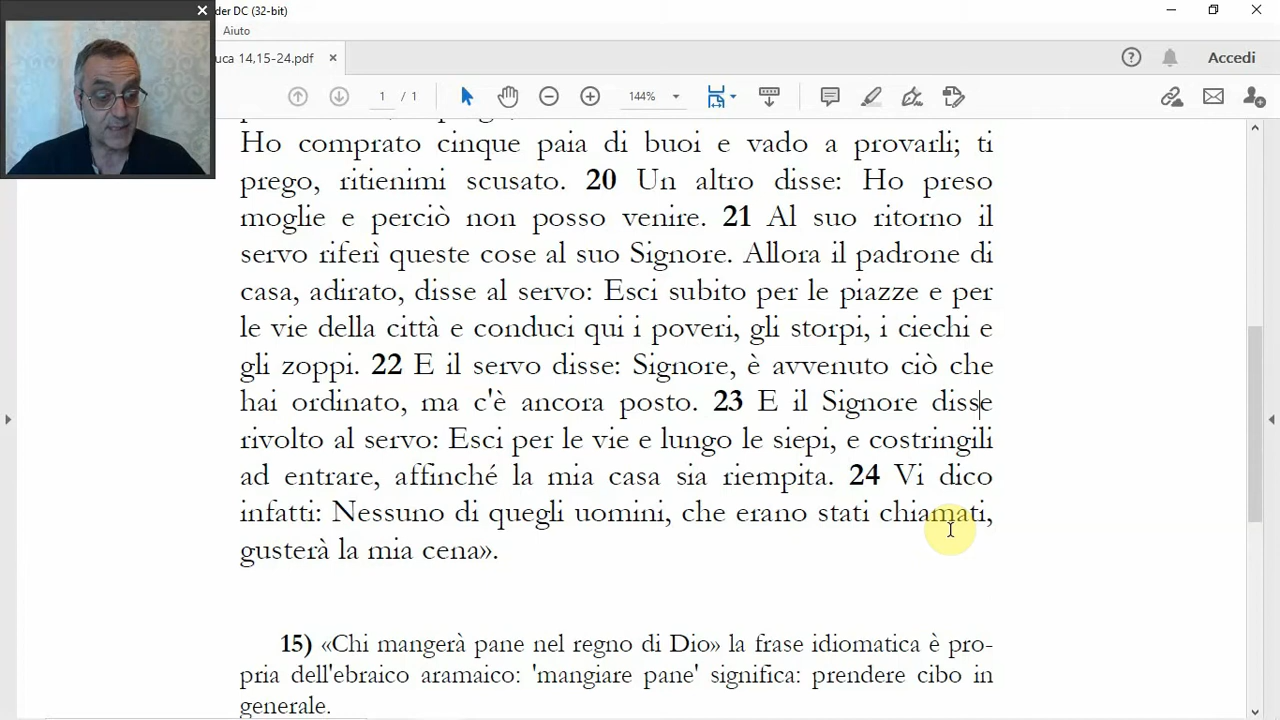 der DC (32-bit)
Aiuto
uca 14,15-24.pdf
Accedi
1 / 1
144%
Ho comprato cinque paia di buoi e vado a provarli; ti
prego, ritienimi scusato. 20 Un altro disse: Ho preso
moglie e perciò non posso venire. 21 Al suo ritorno il
servo riferì queste cose al suo Signore. Allora il padrone di
casa, adirato, disse al servo: Esci subito per le piazze e per
le vie della città e conduci qui i poveri, gli storpi, i ciechi e
gli zoppi. 22 E il servo disse: Signore, è avvenuto ciò che
hai ordinato, ma c'è ancora posto. 23 E il Signore disse
rivolto al servo: Esci per le vie e lungo le siepi, e costringili
ad entrare, affinché la mia casa sia riempita. 24 Vi dico
infatti: Nessuno di quegli uomini, che erano stati chiamati,
gusterà la mia cena».
15) «Chi mangerà pane nel regno di Dio» la frase idiomatica è pro-
pria dell'ebraico aramaico: 'mangiare pane' significa: prendere cibo in
generale.